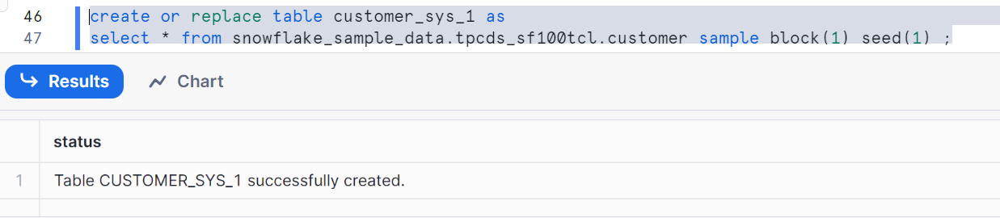 46 create or replace table customer_sys_1 as
47 select * from snowflake_sample_data.tpcds_sf100tcl.customer sample block(1) seed(1) ;
Results Chart
status
1 Table CUSTOMER_SYS_1 successfully created.